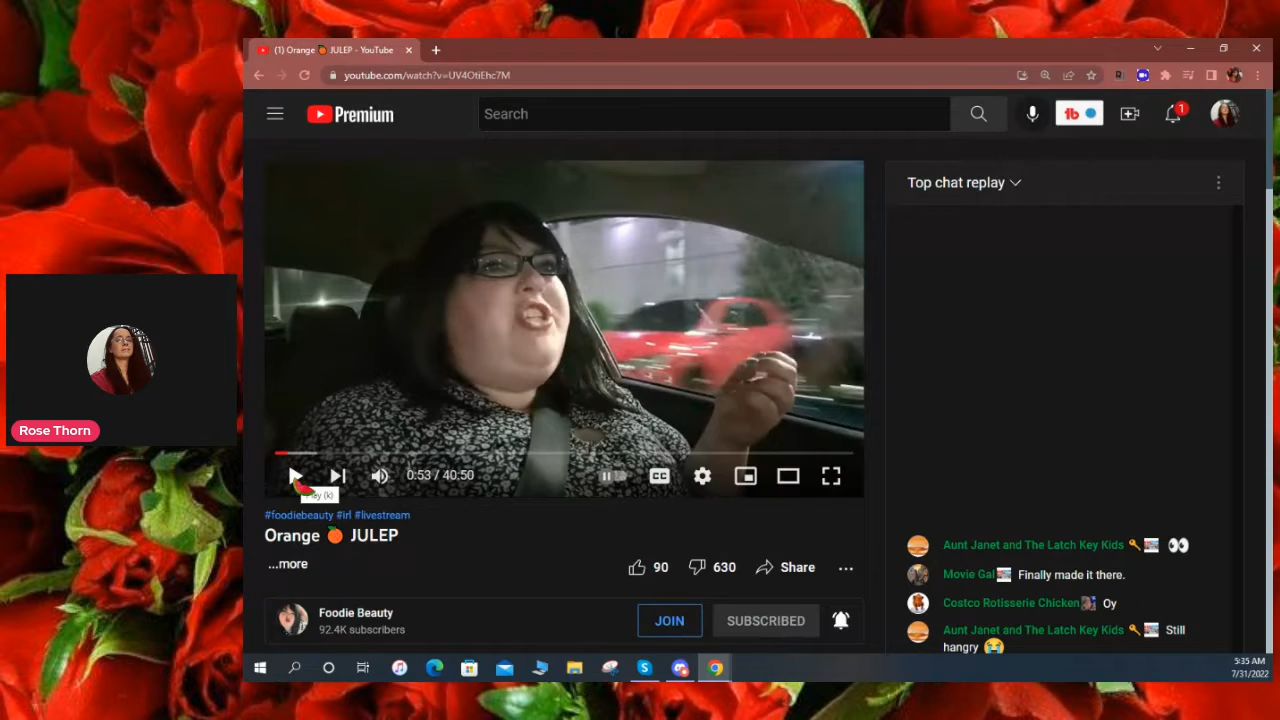 (1) Orange 🍊 JULEP - YouTube
youtube.com/watch?v=UV4OtiEhc7M
Premium
Search
1
Top chat replay
Rose Thorn
0:53 / 40:50
CC
#foodiebeauty #irl #livestream
Orange 🍊 JULEP
...more
90
630
Share
Foodie Beauty
92.4K subscribers
JOIN
SUBSCRIBED
Aunt Janet and The Latch Key Kids 👀
Movie Gal Finally made it there.
Costco Rotisserie Chicken Oy
Aunt Janet and The Latch Key Kids Still
hangry 😭
5:35 AM
7/31/2022